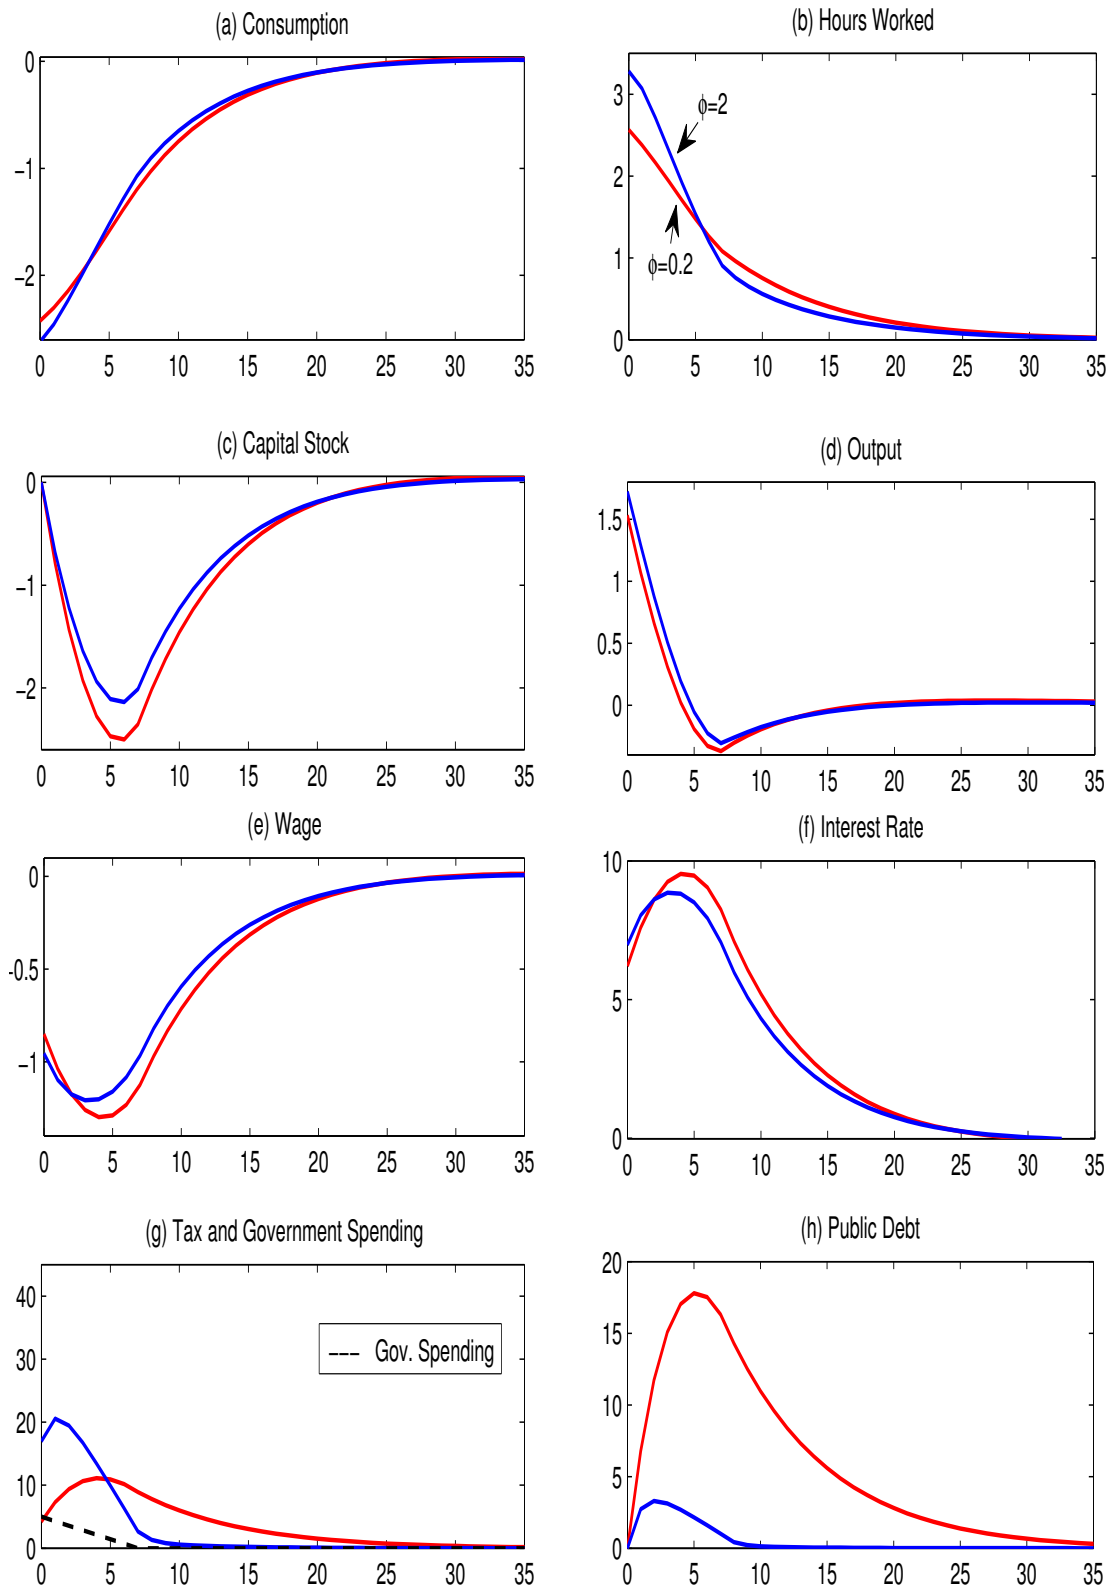 (a) Consumption
0
−1
−2
0 5 10 15 20 25 30 35
(b) Hours Worked
3
2
1
0
ϕ=2
ϕ=0.2
0 5 10 15 20 25 30 35
(c) Capital Stock
0
−1
−2
0 5 10 15 20 25 30 35
(d) Output
1.5
1
0.5
0
0 5 10 15 20 25 30 35
(e) Wage
0
-0.5
−1
0 5 10 15 20 25 30 35
(f) Interest Rate
10
5
0
0 5 10 15 20 25 30 35
(g) Tax and Government Spending
40
30
20
10
0
Gov. Spending
0 5 10 15 20 25 30 35
(h) Public Debt
20
15
10
5
0
0 5 10 15 20 25 30 35